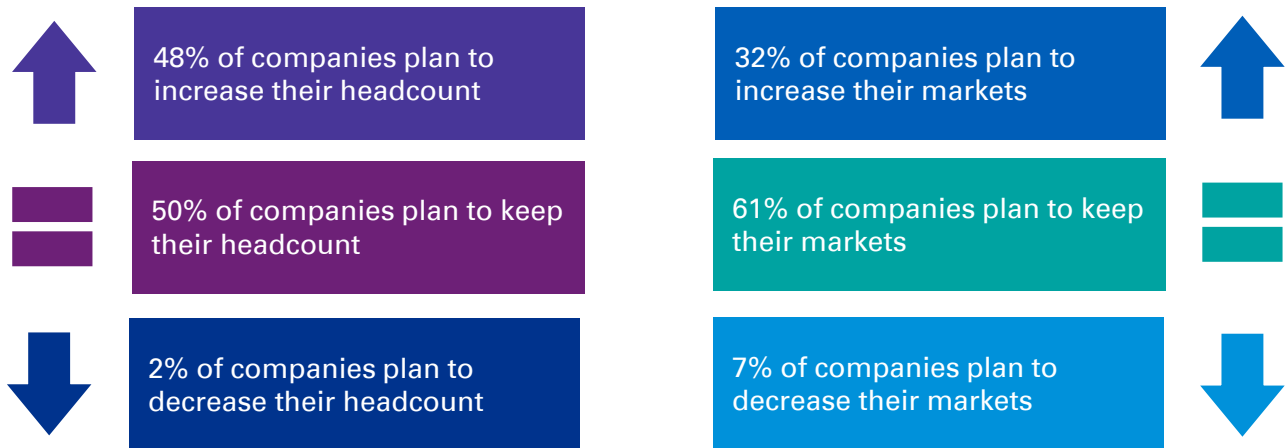 48% of companies plan to
increase their headcount
50% of companies plan to keep
their headcount
2% of companies plan to
decrease their headcount
32% of companies plan to
increase their markets
61% of companies plan to keep
their markets
7% of companies plan to
decrease their markets